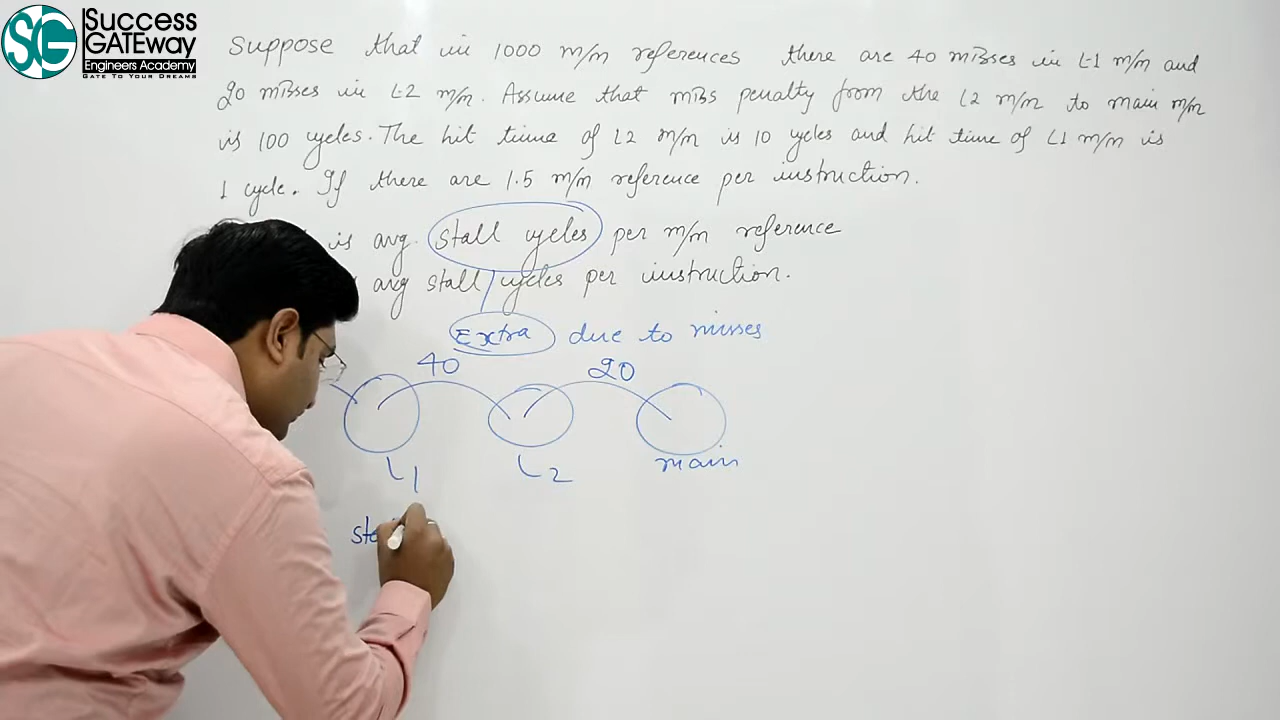 Success
GATEway
Engineers Academy
GATE TO YOUR DREAMS
SG
Suppose that in 1000 m/m references there are 40 misses in L1 m/m and
20 misses in L2 m/m. Assume that miss penalty from the L2 m/m to main m/m
is 100 cycles. The hit time of L2 m/m is 10 cycles and hit time of L1 m/m is
1 cycle. If there are 1.5 m/m reference per instruction.
is avg. stall cycles per m/m reference
avg stall cycles per instruction.
Extra due to misses
40 20
L1 L2 main